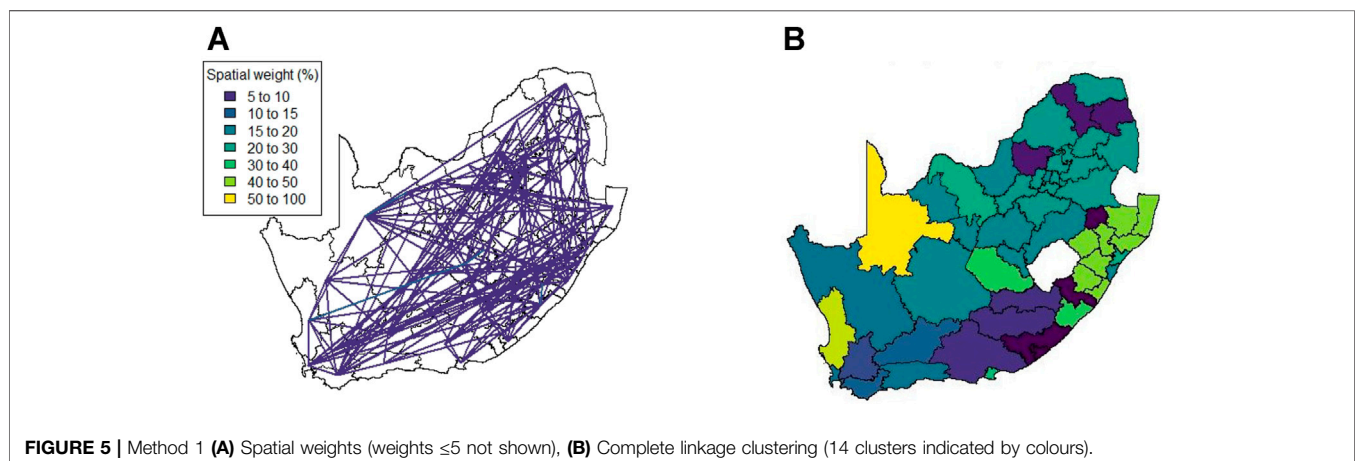 A
B
Spatial weight (%)
5 to 10
10 to 15
15 to 20
20 to 30
30 to 40
40 to 50
50 to 100
FIGURE 5 | Method 1 (A) Spatial weights (weights ≤5 not shown), (B) Complete linkage clustering (14 clusters indicated by colours).